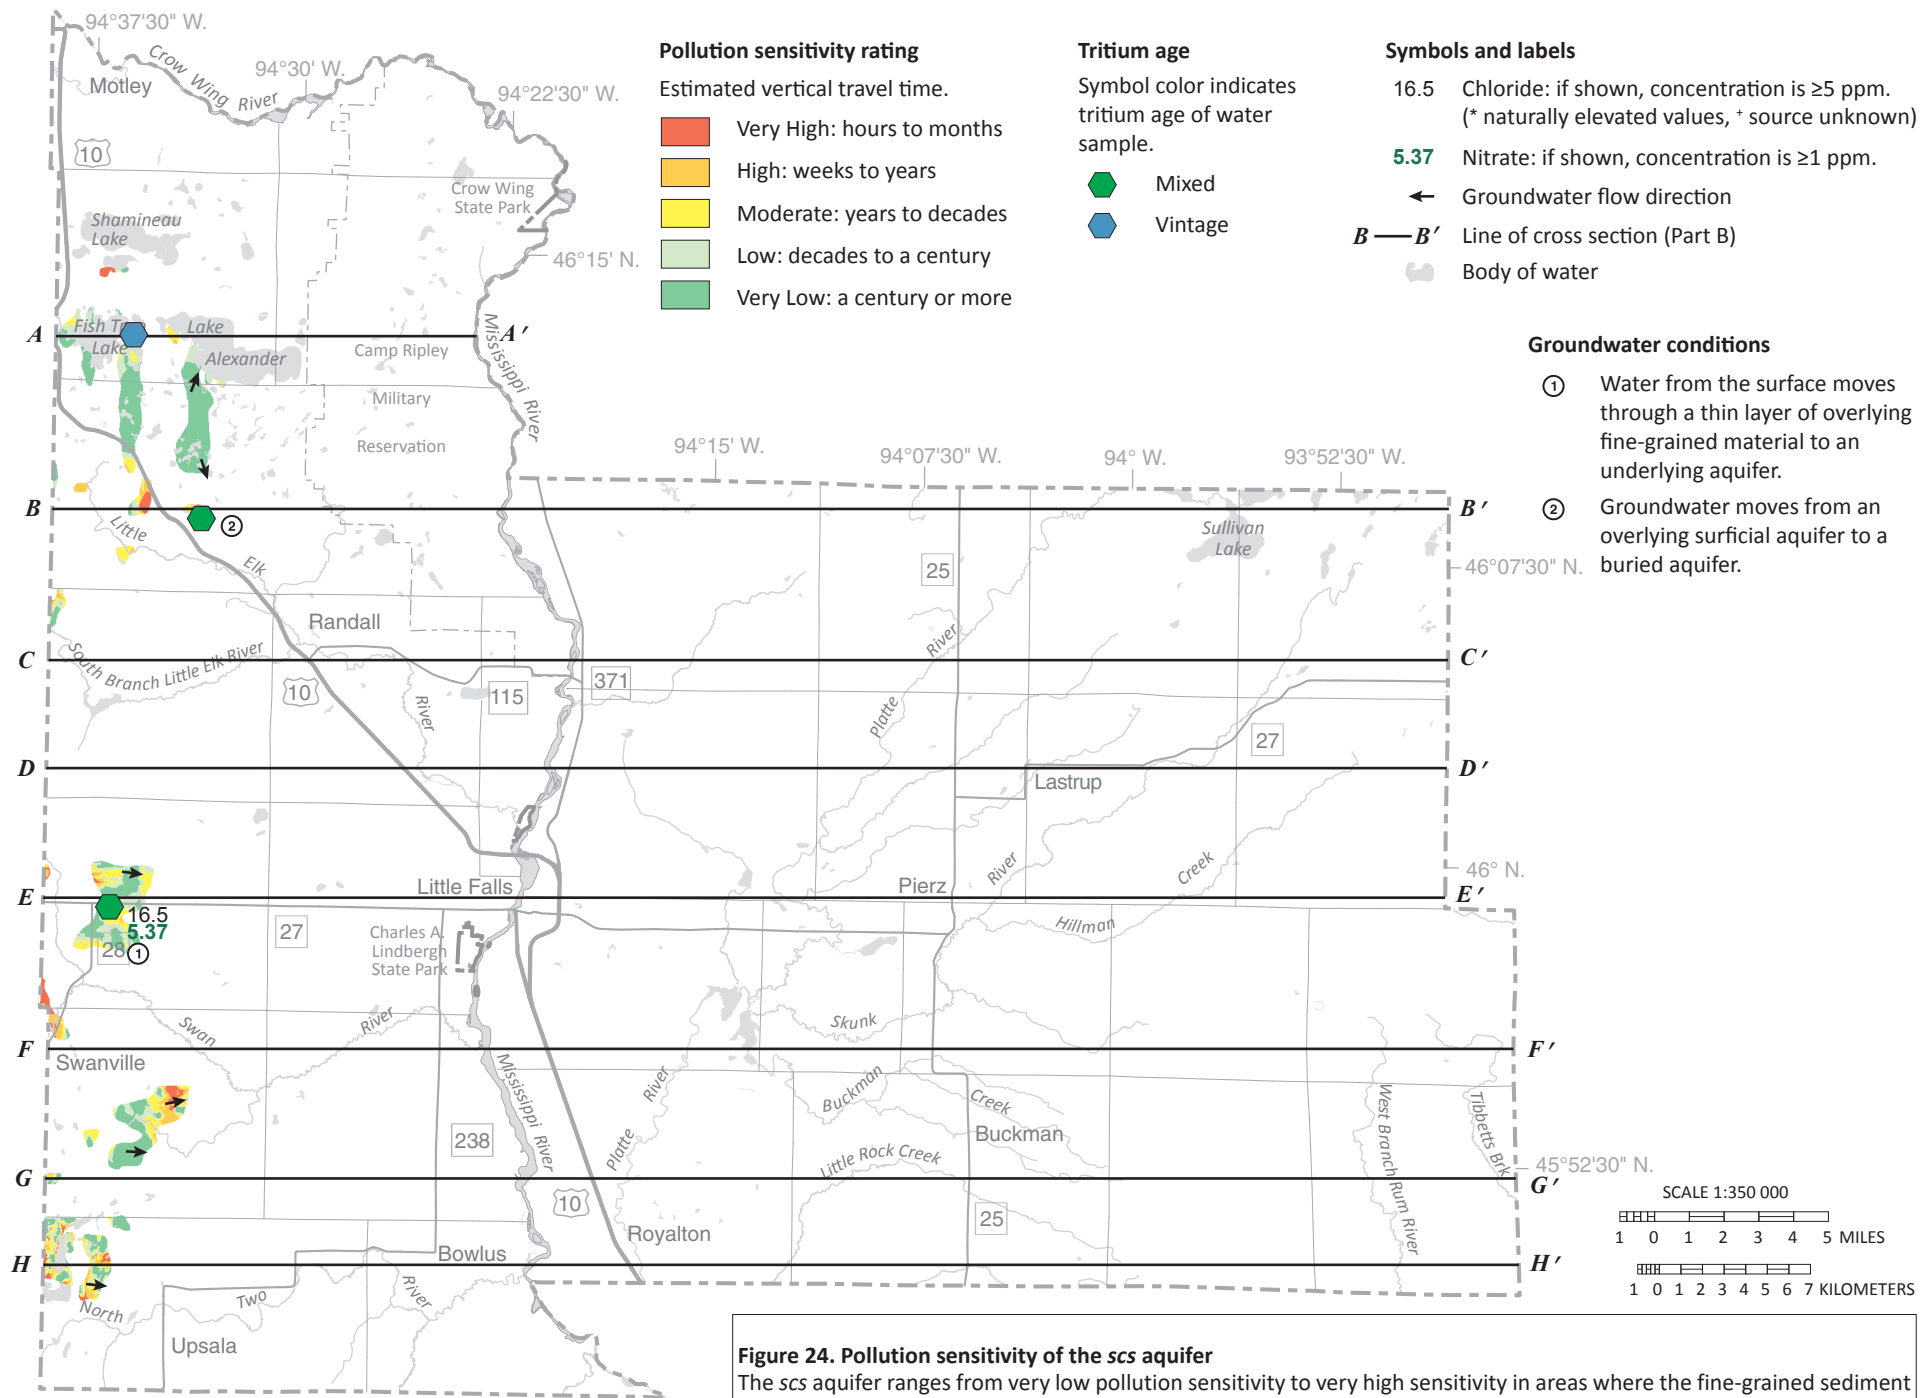 94°37'30" W.
94°30' W.
94°22'30" W.
Crow Wing River
Motley
10
Crow Wing
State Park
Shamineau
Lake
46°15' N.
Pollution sensitivity rating
Estimated vertical travel time.
Very High: hours to months
High: weeks to years
Moderate: years to decades
Low: decades to a century
Very Low: a century or more
Tritium age
Symbol color indicates
tritium age of water
sample.
Mixed
Vintage
Symbols and labels
16.5 Chloride: if shown, concentration is ≥5 ppm.
(* naturally elevated values, + source unknown)
5.37 Nitrate: if shown, concentration is ≥1 ppm.
Groundwater flow direction
B B′ Line of cross section (Part B)
Body of water
Groundwater conditions
1 Water from the surface moves
through a thin layer of overlying
fine-grained material to an
underlying aquifer.
2 Groundwater moves from an
overlying surficial aquifer to a
buried aquifer.
A A′
Lake
Lake
Alexander
Camp Ripley
Military
Reservation
Mississippi River
94°15' W.
94°07'30" W.
94° W.
93°52'30" W.
B B′
2
Little
Elk
Sullivan
Lake
25
46°07'30" N.
Randall
River
C C′
South Branch Little Elk River
10
115
371
River
Platte
27
D D′
Lastrup
River
Creek
46° N.
Little Falls
Pierz
E E′
16.5
5.37
28
1
27
Charles A.
Lindbergh
State Park
Hillman
Swan
River
Skunk
F F′
Swanville
Mississippi River
River
Buckman
Creek
Buckman
West Branch Rum River
Tibbetts Brk
238
Platte
Little Rock Creek
45°52'30" N.
G G′
10
Royalton
25
Bowlus
H H′
North
Two
River
Upsala
SCALE 1:350 000
1 0 1 2 3 4 5 MILES
1 0 1 2 3 4 5 6 7 KILOMETERS
Figure 24. Pollution sensitivity of the scs aquifer
The scs aquifer ranges from very low pollution sensitivity to very high sensitivity in areas where the fine-grained sediment